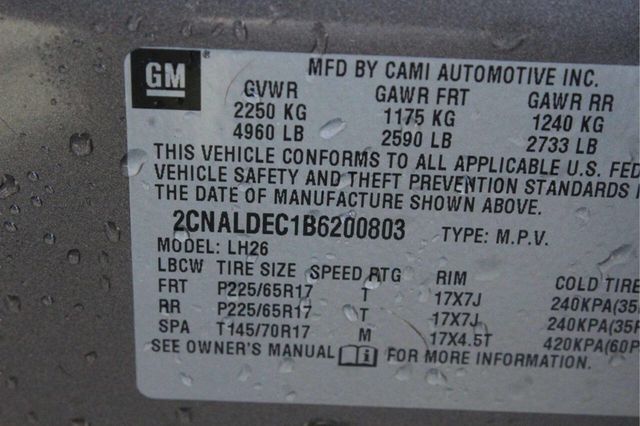 GM
MFD BY CAMI AUTOMOTIVE INC.
GVWR GAWR FRT GAWR RR
2250 KG 1175 KG 1240 KG
4960 LB 2590 LB 2733 LB
THIS VEHICLE CONFORMS TO ALL APPLICABLE U.S. FED
VEHICLE SAFETY AND THEFT PREVENTION STANDARDS I
THE DATE OF MANUFACTURE SHOWN ABOVE.
2CNALDEC1B6200803 TYPE: M.P.V.
MODEL: LH26
LBCW TIRE SIZE SPEED RTG RIM COLD TIRE
FRT P225/65R17 T 17X7J 240KPA(35
RR P225/65R17 T 17X7J 240KPA(35
SPA T145/70R17 M 17X4.5T 420KPA(60P
SEE OWNER'S MANUAL FOR MORE INFORMATION.